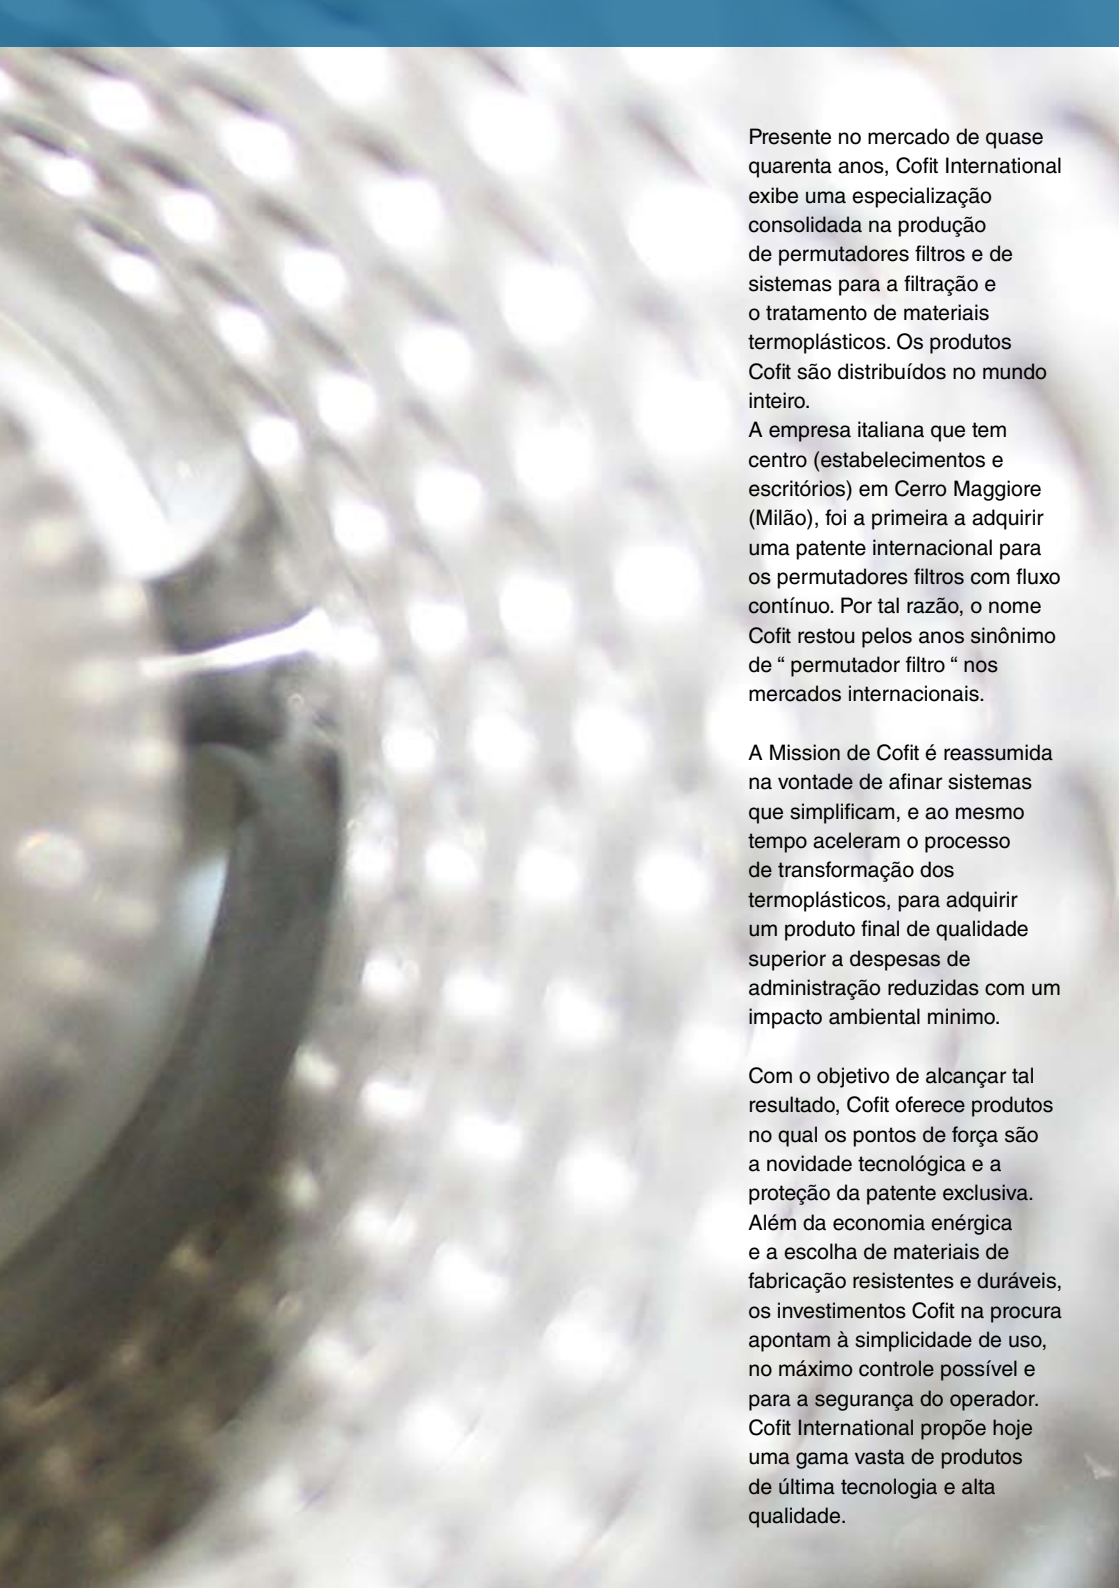 Presente no mercado de quase
quarenta anos, Cofit International
exibe uma especialização
consolidada na produção
de permutadores filtros e de
sistemas para a filtração e
o tratamento de materiais
termoplásticos. Os produtos
Cofit são distribuídos no mundo
inteiro.
A empresa italiana que tem
centro (estabelecimentos e
escritórios) em Cerro Maggiore
(Milão), foi a primeira a adquirir
uma patente internacional para
os permutadores filtros com fluxo
contínuo. Por tal razão, o nome
Cofit restou pelos anos sinônimo
de “ permutador filtro “ nos
mercados internacionais.
A Mission de Cofit é reassumida
na vontade de afinar sistemas
que simplificam, e ao mesmo
tempo aceleram o processo
de transformação dos
termoplásticos, para adquirir
um produto final de qualidade
superior a despesas de
administração reduzidas com um
impacto ambiental minimo.
Com o objetivo de alcançar tal
resultado, Cofit oferece produtos
no qual os pontos de força são
a novidade tecnológica e a
proteção da patente exclusiva.
Além da economia enérgica
e a escolha de materiais de
fabricação resistentes e duráveis,
os investimentos Cofit na procura
apontam à simplicidade de uso,
no máximo controle possível e
para a segurança do operador.
Cofit International propõe hoje
uma gama vasta de produtos
de última tecnologia e alta
qualidade.